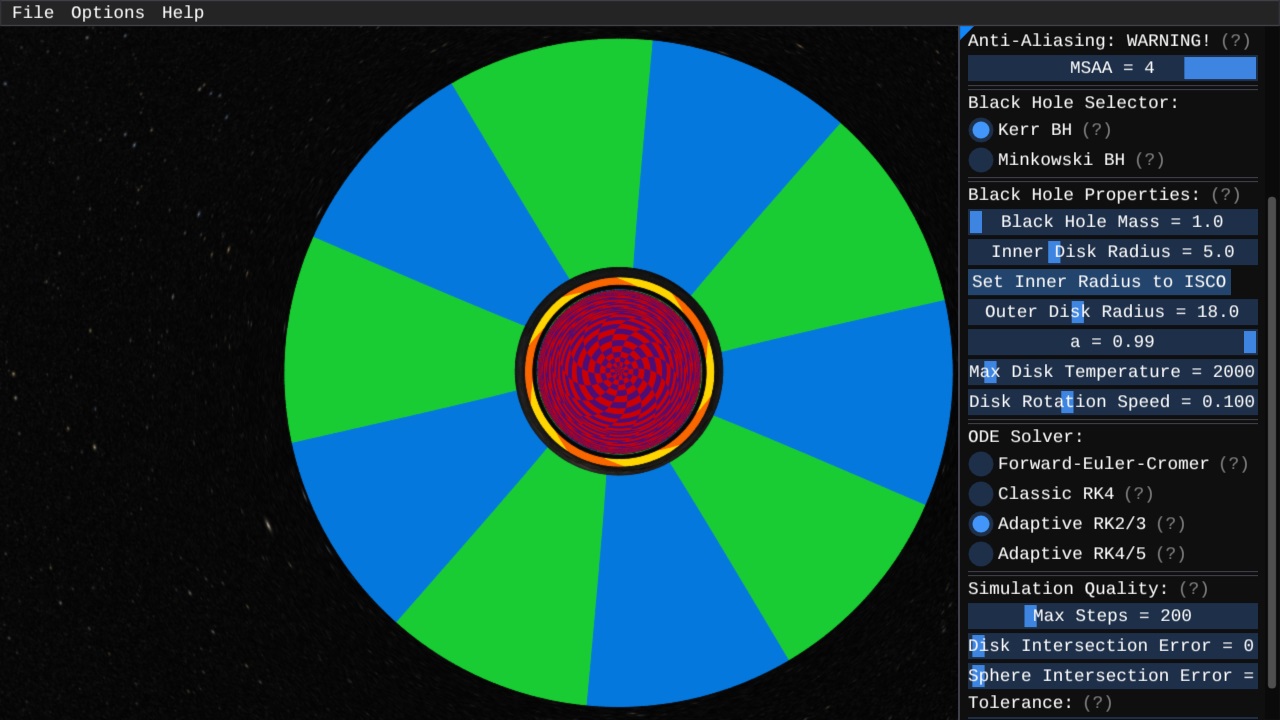 File Options Help
Anti-Aliasing: WARNING! (?)
MSAA = 4
Black Hole Selector:
Kerr BH (?)
Minkowski BH (?)
Black Hole Properties: (?)
Black Hole Mass = 1.0
Inner Disk Radius = 5.0
Set Inner Radius to ISCO
Outer Disk Radius = 18.0
a = 0.99
Max Disk Temperature = 2000
Disk Rotation Speed = 0.100
ODE Solver:
Forward-Euler-Cromer (?)
Classic RK4 (?)
Adaptive RK2/3 (?)
Adaptive RK4/5 (?)
Simulation Quality: (?)
Max Steps = 200
Disk Intersection Error = 0
Sphere Intersection Error =
Tolerance: (?)